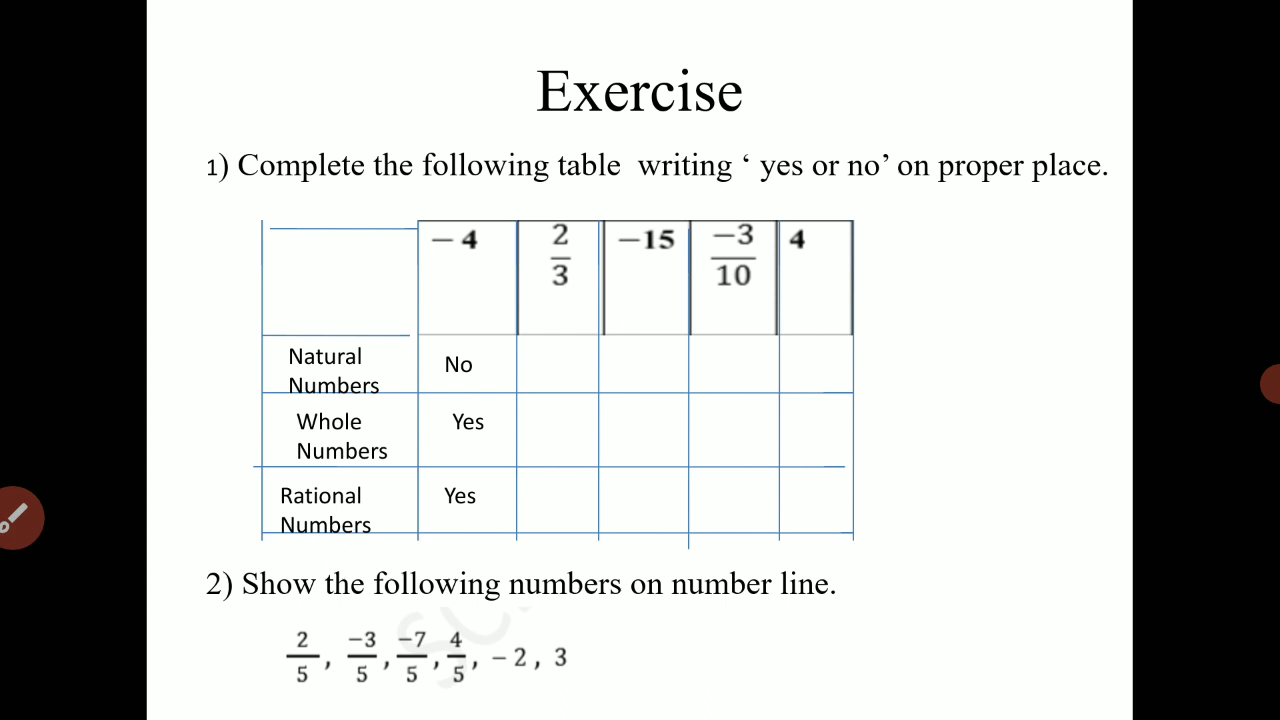 Exercise
1) Complete the following table writing ‘ yes or no’ on proper place.
− 4 2/3 −15 −3/10 4
Natural Numbers No
Whole Numbers Yes
Rational Numbers Yes
2) Show the following numbers on number line.
2/5 , −3/5 , −7/5 , 4/5 , − 2 , 3